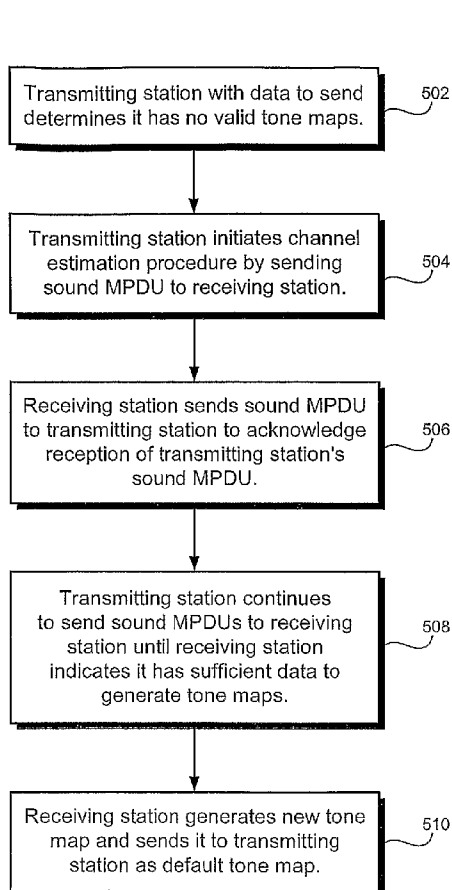 Transmitting station with data to send
determines it has no valid tone maps.
502
Transmitting station initiates channel
estimation procedure by sending
sound MPDU to receiving station.
504
Receiving station sends sound MPDU
to transmitting station to acknowledge
reception of transmitting station's
sound MPDU.
506
Transmitting station continues
to send sound MPDUs to receiving
station until receiving station
indicates it has sufficient data to
generate tone maps.
508
Receiving station generates new tone
map and sends it to transmitting
station as default tone map.
510